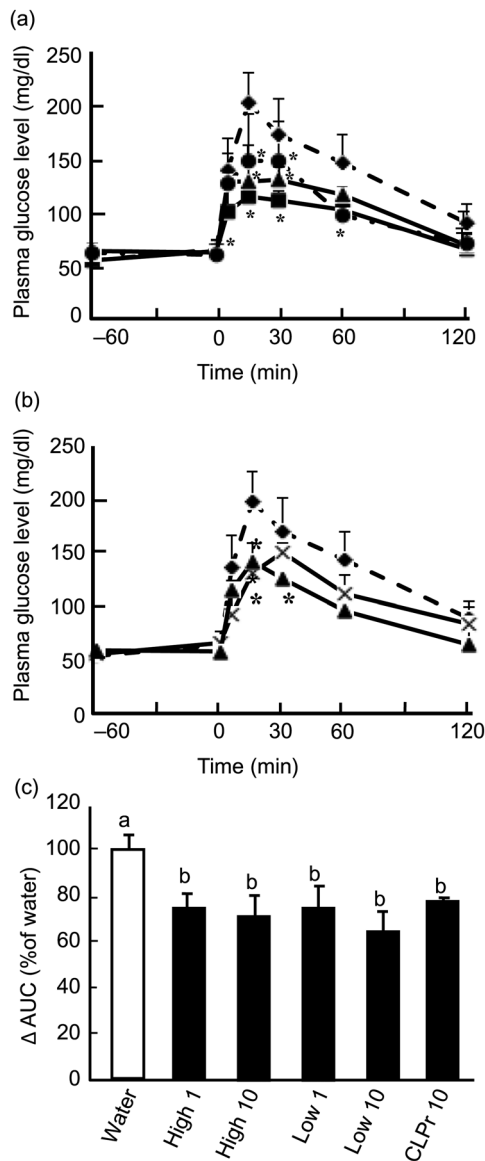 (a)
Plasma glucose level (mg/dl)
250
200
150
100
50
0
* * * * * * * *
–60 0 30 60 120
Time (min)
(b)
Plasma glucose level (mg/dl)
250
200
150
100
50
0
* * *
–60 0 30 60 120
Time (min)
(c)
Δ AUC (%of water)
120
100
80
60
40
20
0
a b b b b b
Water High 1 High 10 Low 1 Low 10 CLPr 10